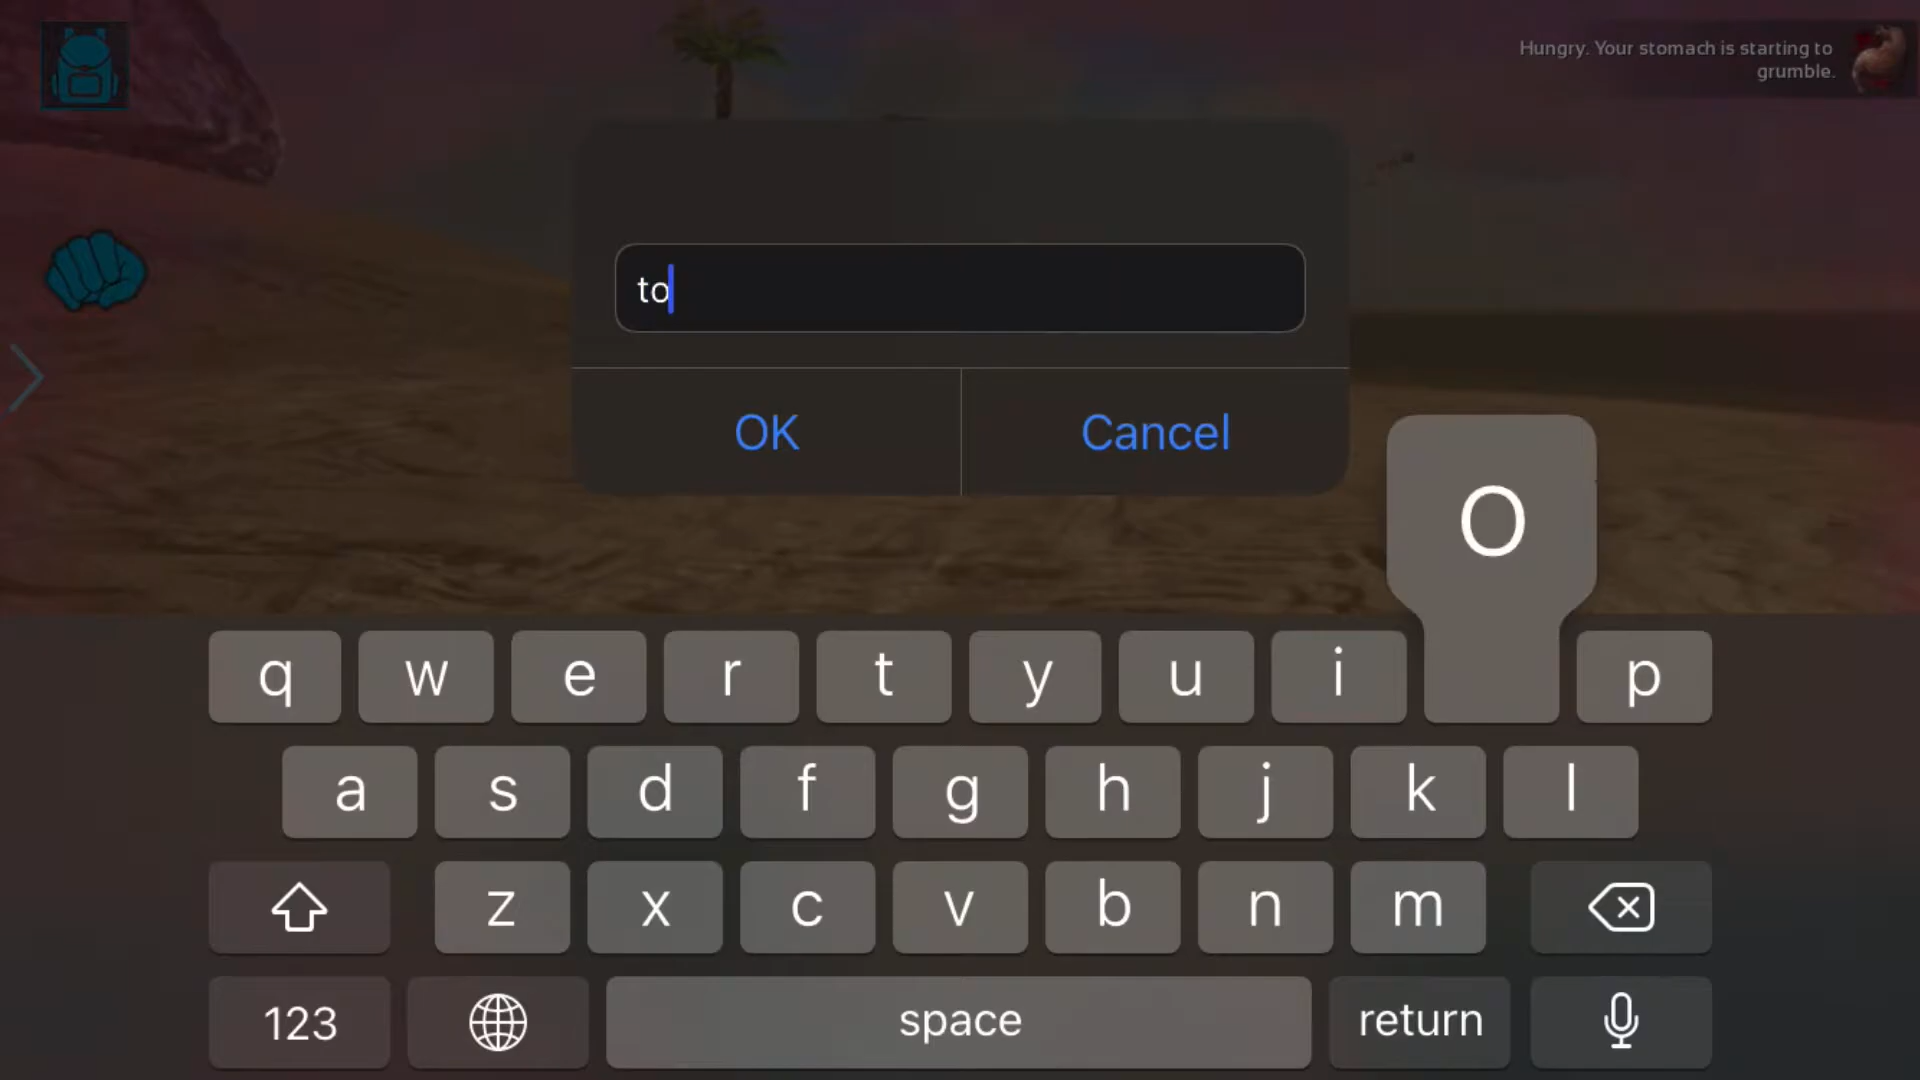 Hungry. Your stomach is starting to
grumble.
to
OK
Cancel
O
q w e r t y u i p
a s d f g h j k l
z x c v b n m
123
space
return